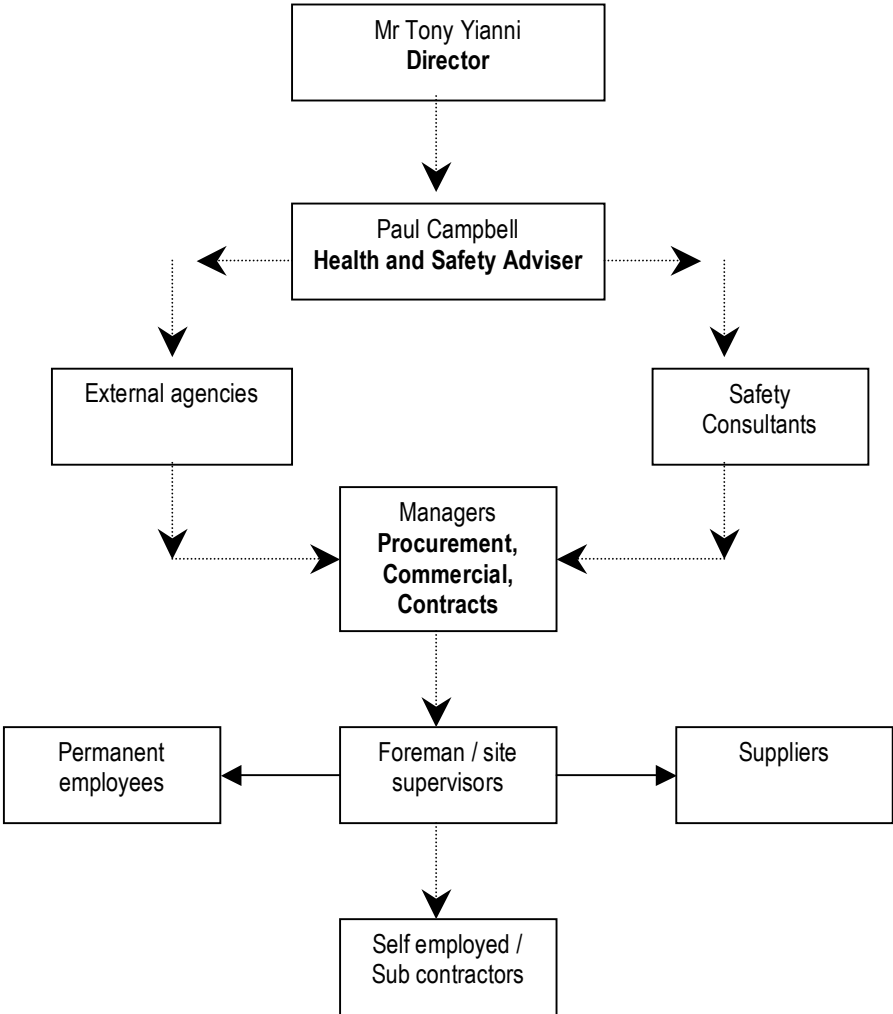 Mr Tony Yianni
Director
Paul Campbell
Health and Safety Adviser
External agencies
Safety
Consultants
Managers
Procurement,
Commercial,
Contracts
Permanent
employees
Foreman / site
supervisors
Suppliers
Self employed /
Sub contractors